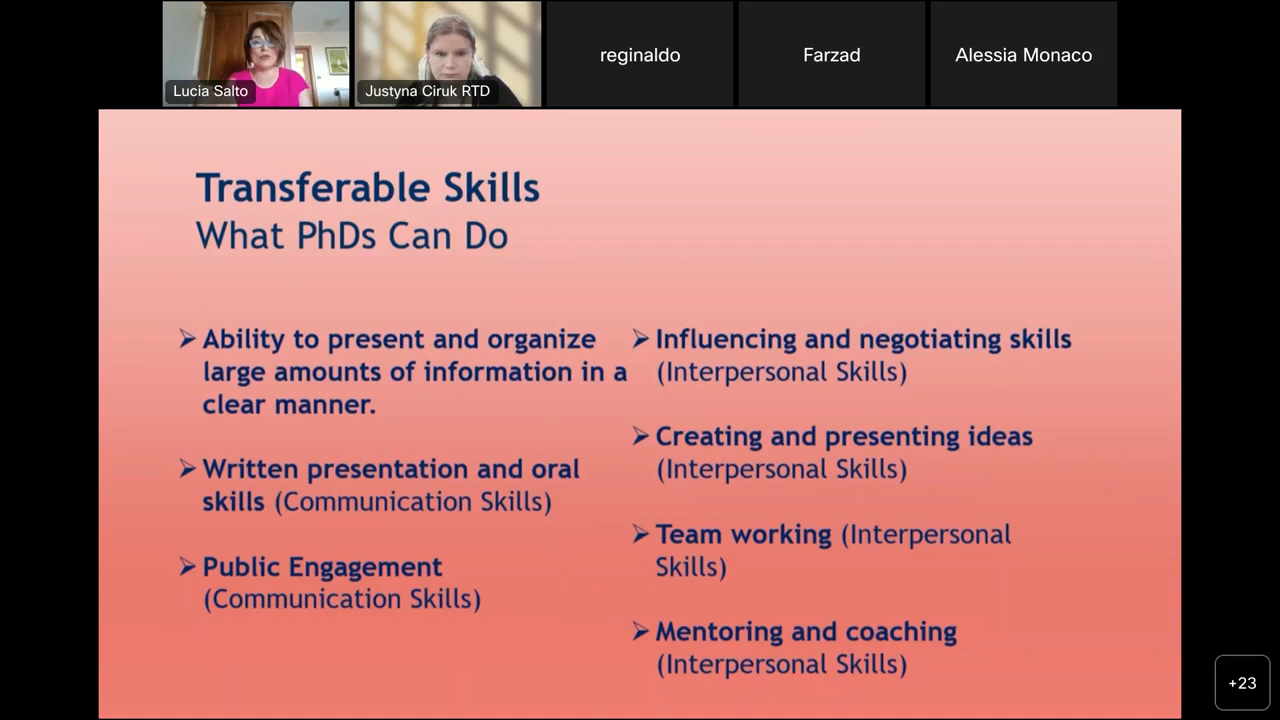 Lucia Salto
Justyna Ciruk RTD
reginaldo
Farzad
Alessia Monaco
Transferable Skills
What PhDs Can Do
➢ Ability to present and organize
large amounts of information in a
clear manner.
➢ Written presentation and oral
skills (Communication Skills)
➢ Public Engagement
(Communication Skills)
➢ Influencing and negotiating skills
(Interpersonal Skills)
➢ Creating and presenting ideas
(Interpersonal Skills)
➢ Team working (Interpersonal
Skills)
➢ Mentoring and coaching
(Interpersonal Skills)
+23